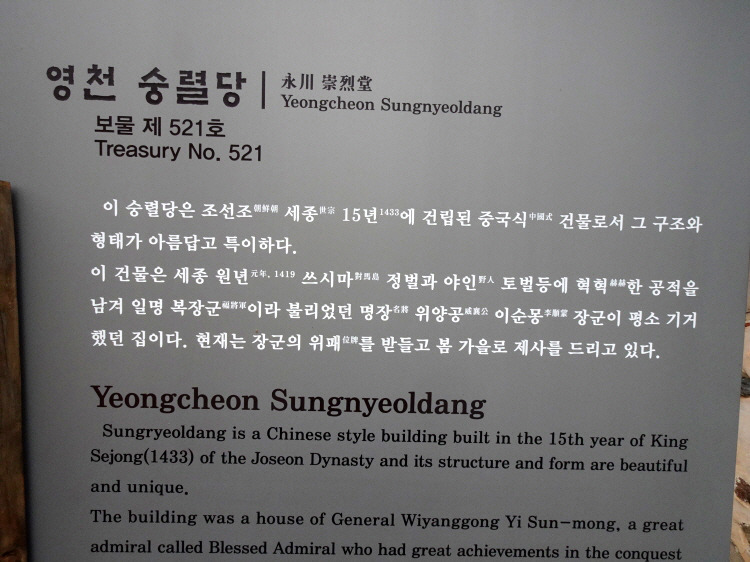 영천 숭렬당 | 永川 崇烈堂
Yeongcheon Sungnyeoldang
보물 제 521호
Treasury No. 521
이 숭렬당은 조선조朝鮮朝 세종世宗 15년1433에 건립된 중국식中國式 건물로서 그 구조와
형태가 아름답고 특이하다.
이 건물은 세종 원년元年, 1419 쓰시마對馬島 정벌과 야인野人 토벌등에 혁혁赫赫한 공적을
남겨 일명 복장군福將軍이라 불리었던 명장名將 위양공威襄公 이순몽李順蒙 장군이 평소 기거
했던 집이다. 현재는 장군의 위패位牌를 받들고 봄 가을로 제사를 드리고 있다.
Yeongcheon Sungnyeoldang
Sungryeoldang is a Chinese style building built in the 15th year of King
Sejong(1433) of the Joseon Dynasty and its structure and form are beautiful
and unique.
The building was a house of General Wiyanggong Yi Sun-mong, a great
admiral called Blessed Admiral who had great achievements in the conquest